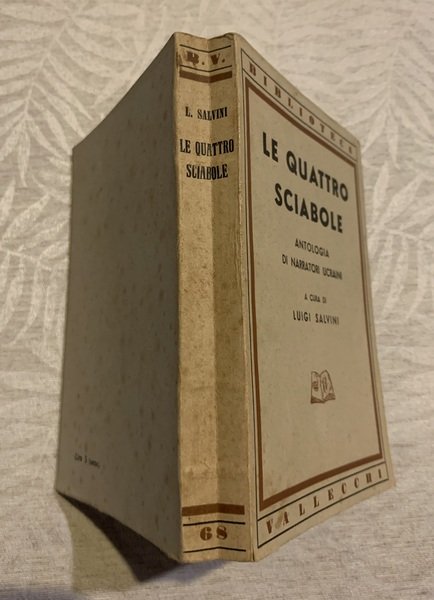 B. V.
L. SALVINI
LE QUATTRO
SCIABOLE
68
BIBLIOTECA
LE QUATTRO
SCIABOLE
ANTOLOGIA
DI NARRATORI UCRAINI
A CURA DI
LUIGI SALVINI
VALLECCHI